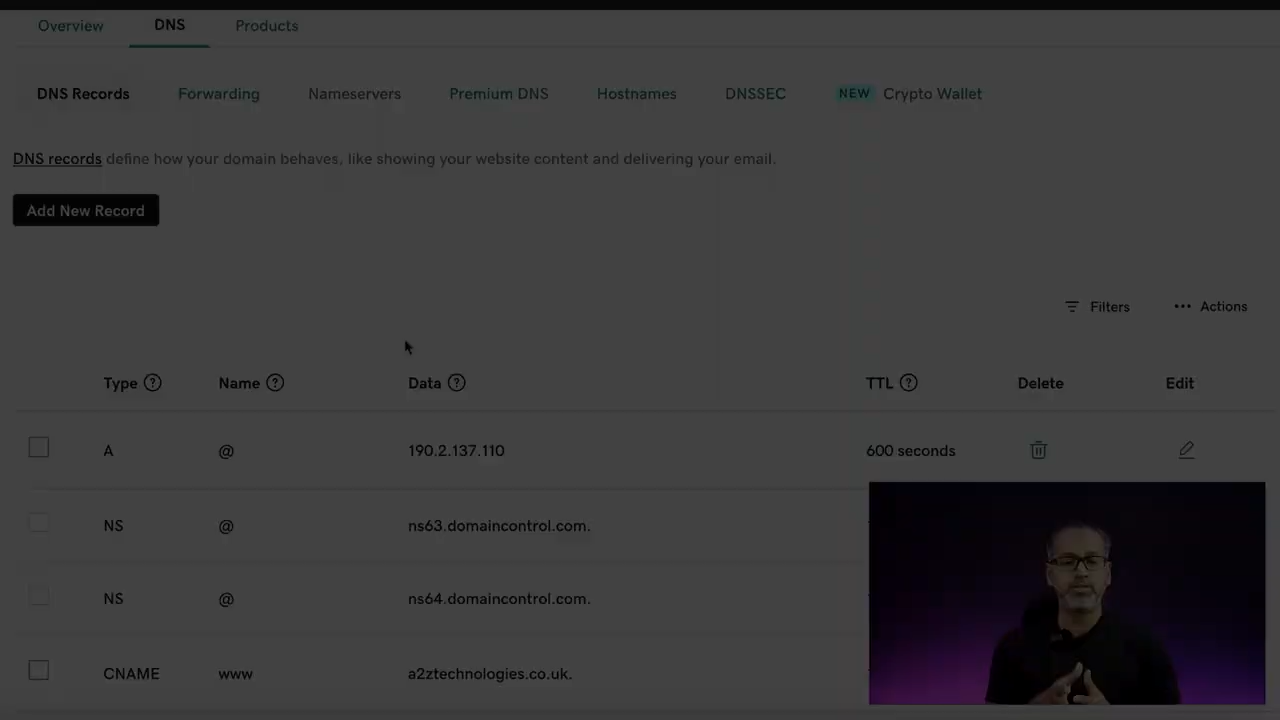 Overview DNS Products
DNS Records Forwarding Nameservers Premium DNS Hostnames DNSSEC NEW Crypto Wallet
DNS records define how your domain behaves, like showing your website content and delivering your email.
Add New Record
Filters ••• Actions
Type ? Name ? Data ? TTL ? Delete Edit
A @ 190.2.137.110 600 seconds
NS @ ns63.domaincontrol.com.
NS @ ns64.domaincontrol.com.
CNAME www a2ztechnologies.co.uk.